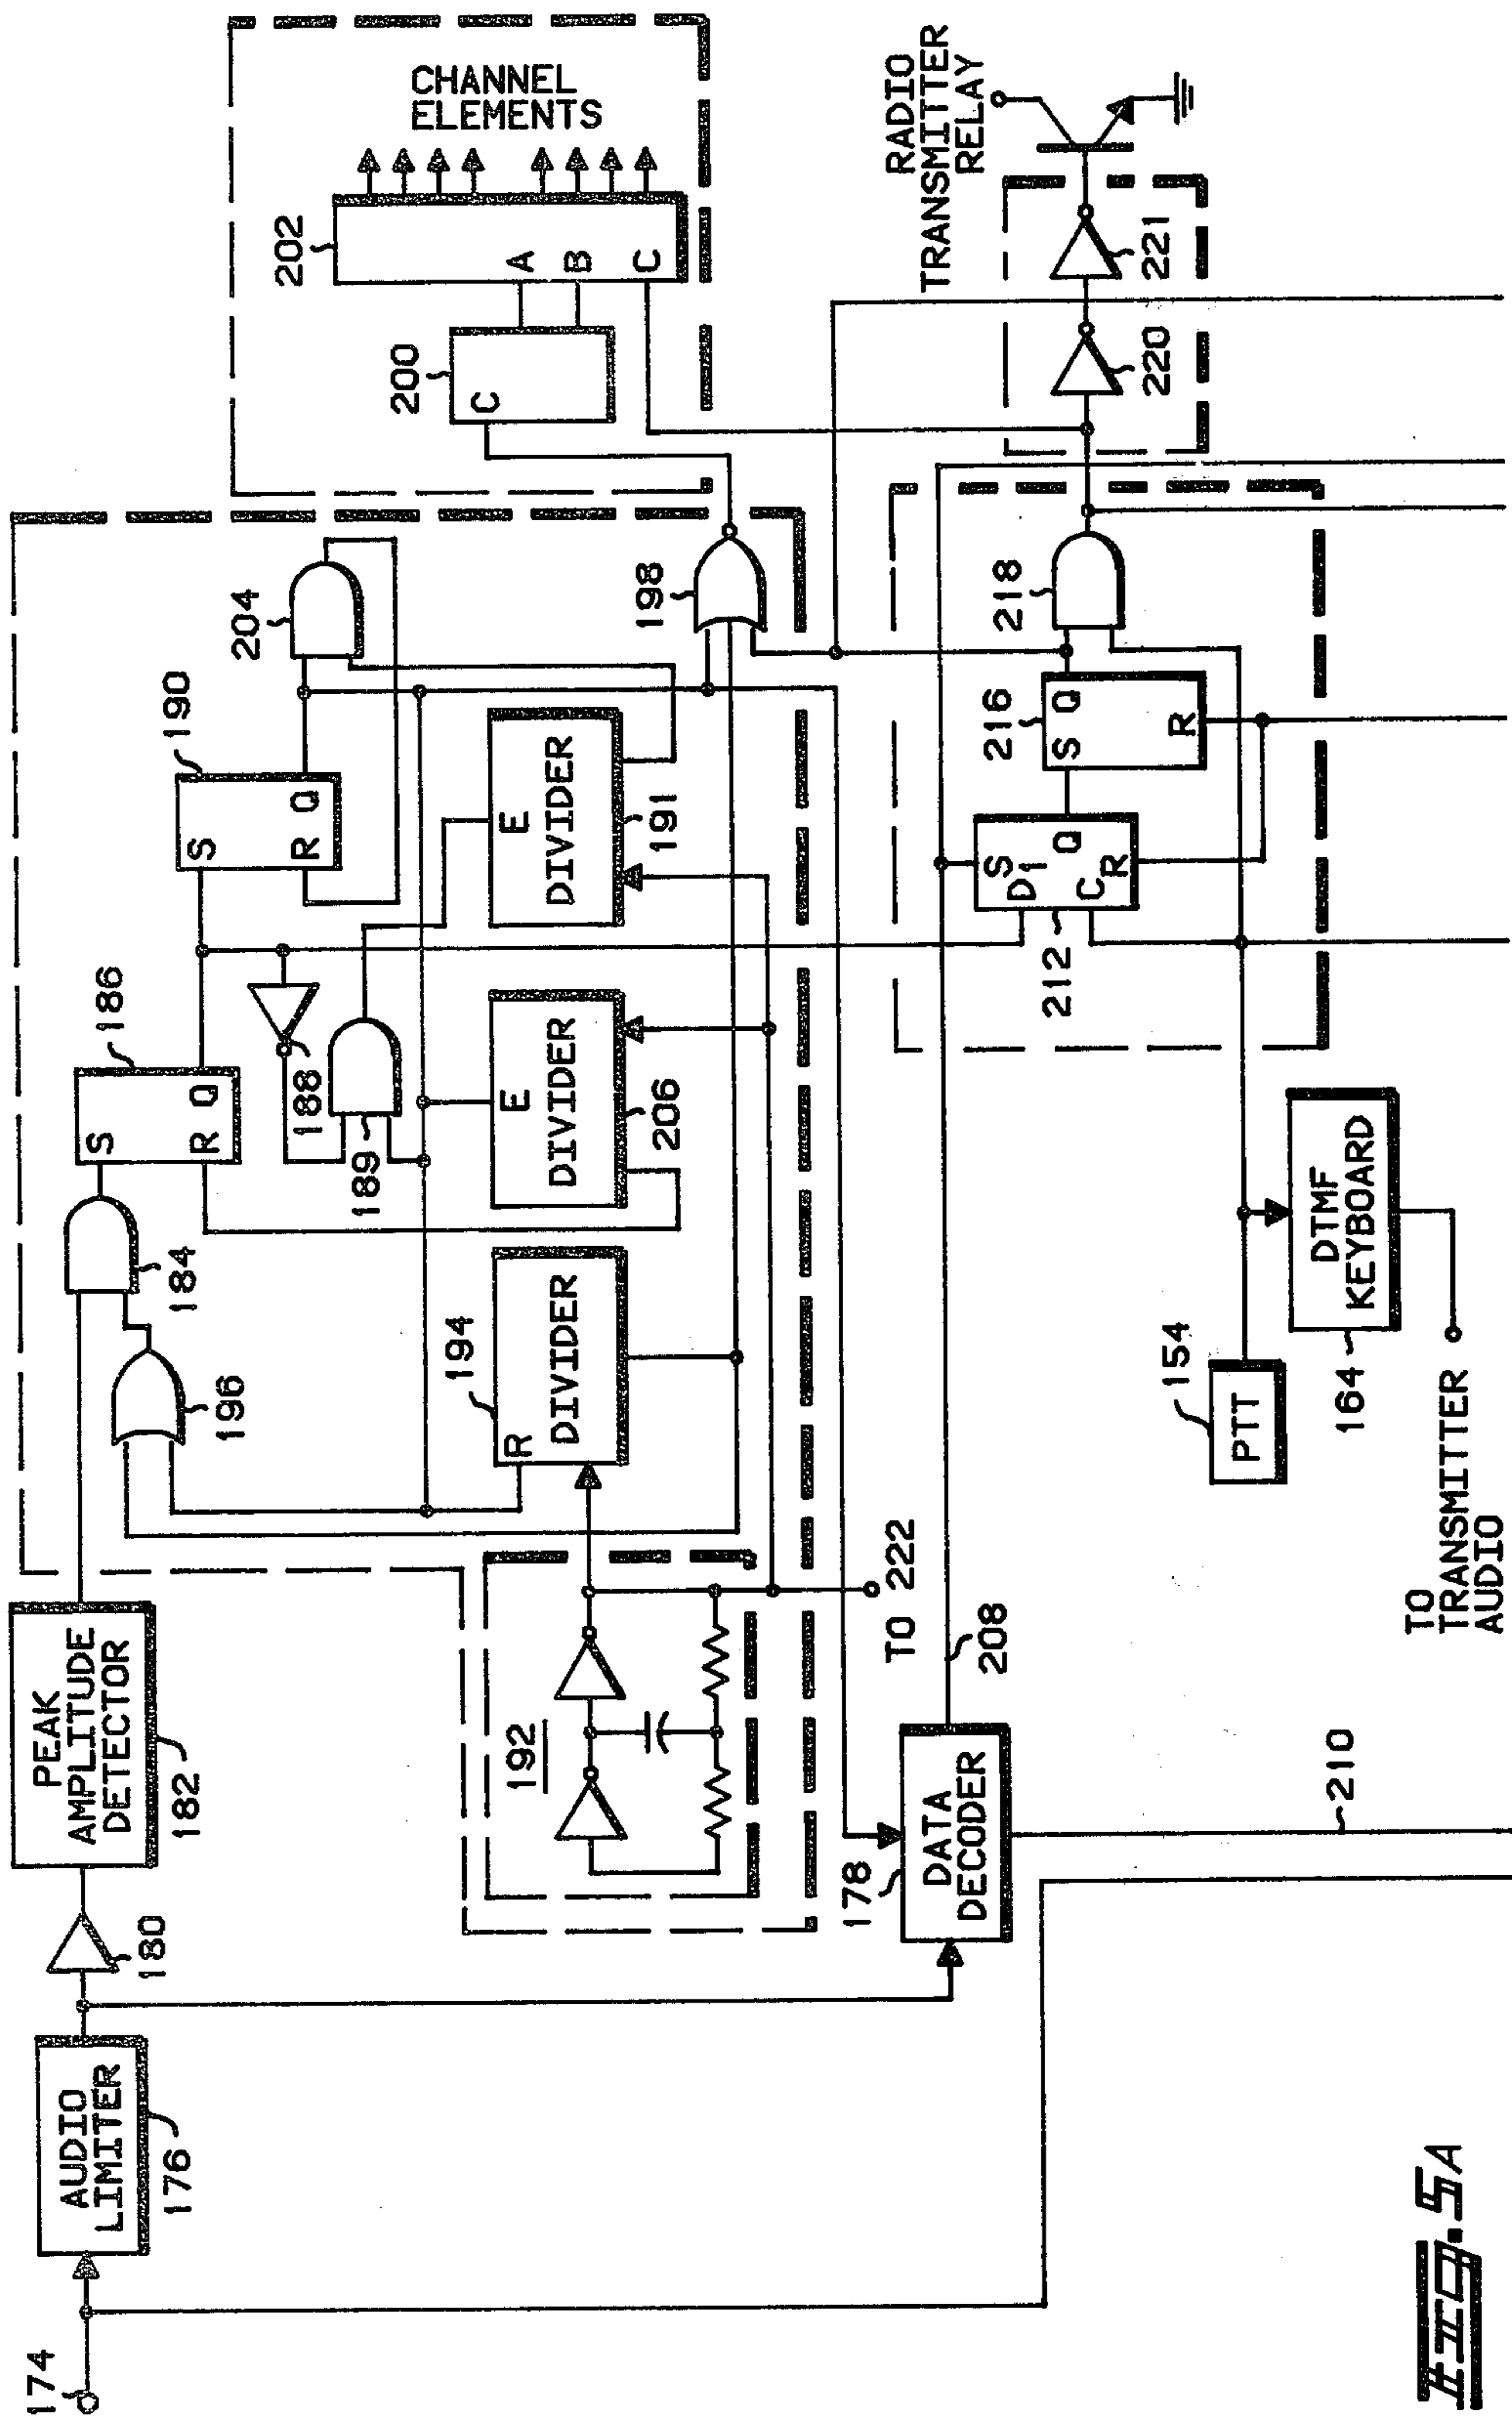 174
AUDIO
LIMITER
176
180
PEAK
AMPLITUDE
DETECTOR
182
184
196
S
R Q
186
188
189
S
R Q
190
204
192
R
DIVIDER
194
E
DIVIDER
206
E
DIVIDER
191
198
C
200
A
B
C
202
CHANNEL
ELEMENTS
TO 222
178
DATA
DECODER
208
210
PTT
154
DTMF
KEYBOARD
164
TO
TRANSMITTER
AUDIO
S
D1 Q
C
R
212
S Q
R
216
218
220
221
RADIO
TRANSMITTER
RELAY
FIG. 5A